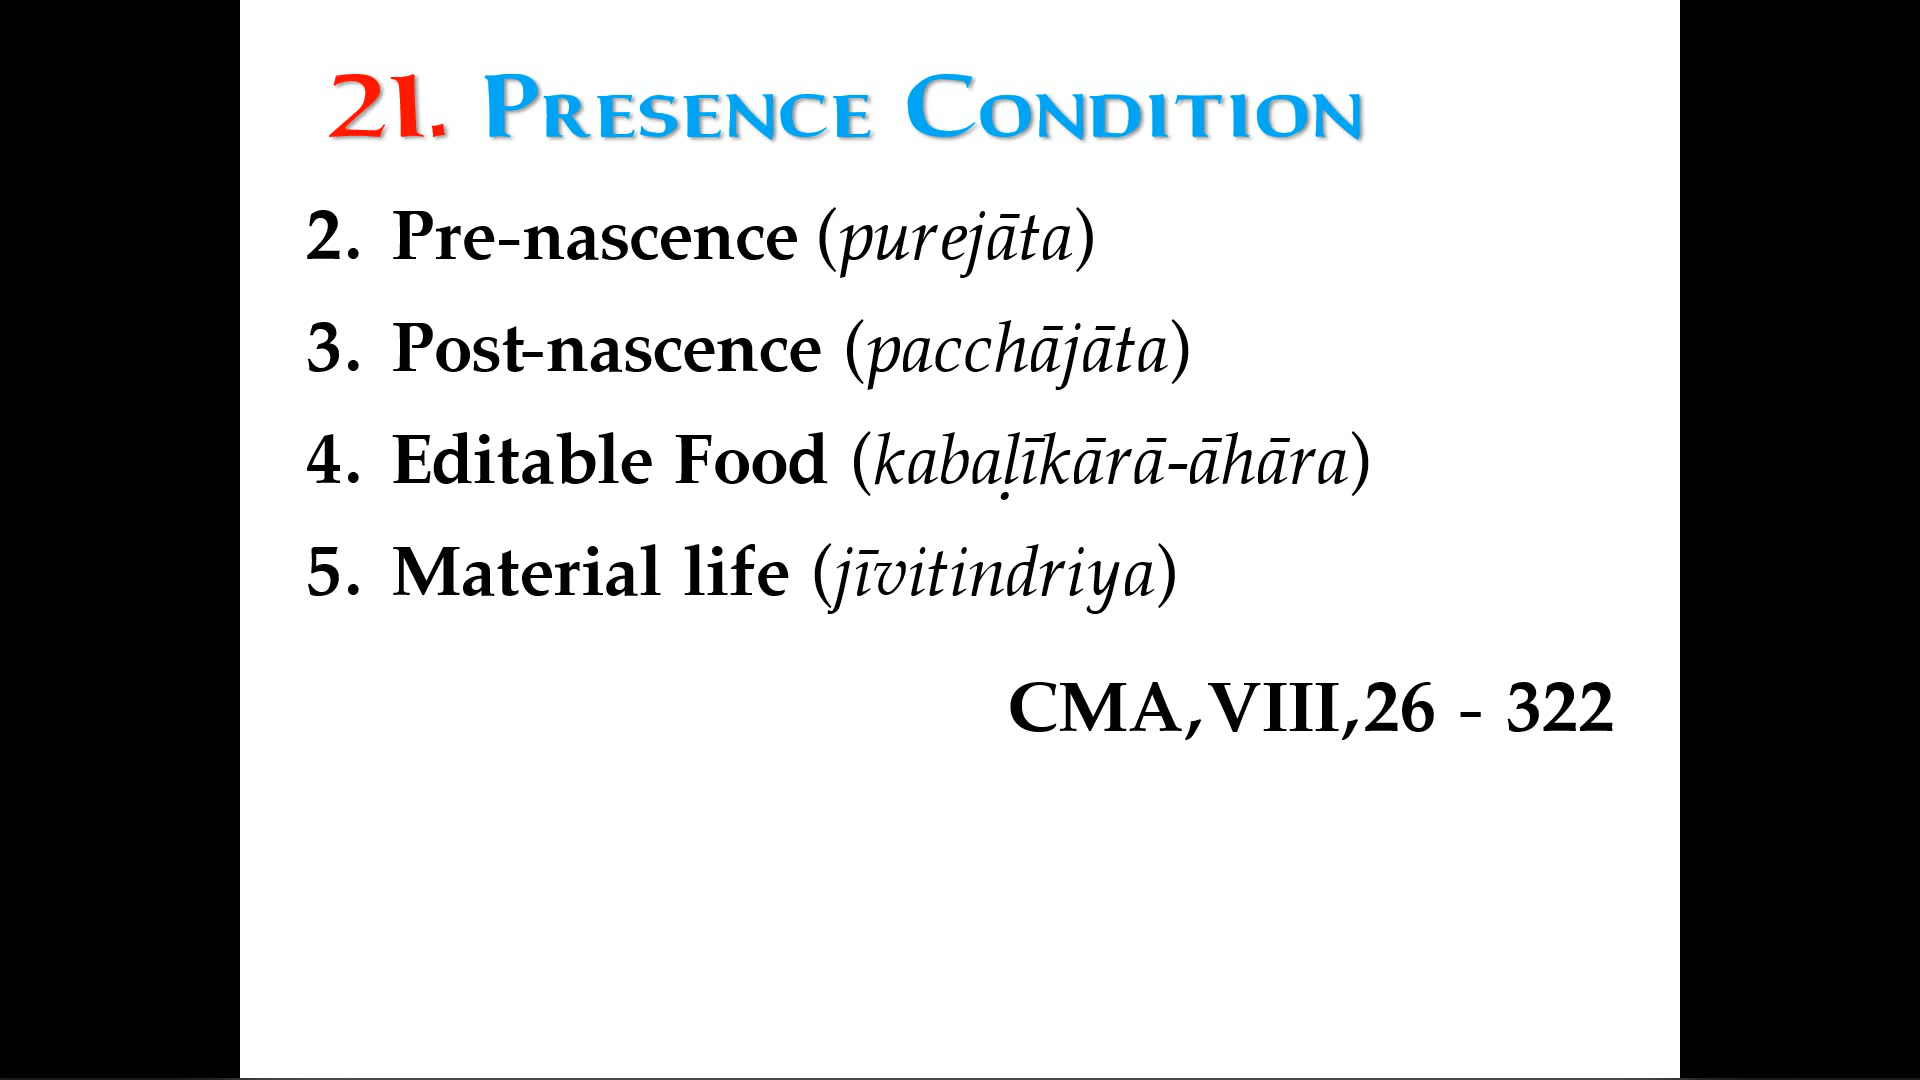 21. Presence Condition
2. Pre-nascence (purejāta)
3. Post-nascence (pacchājāta)
4. Editable Food (kabaḷīkārā-āhāra)
5. Material life (jīvitindriya)
CMA,VIII,26 - 322